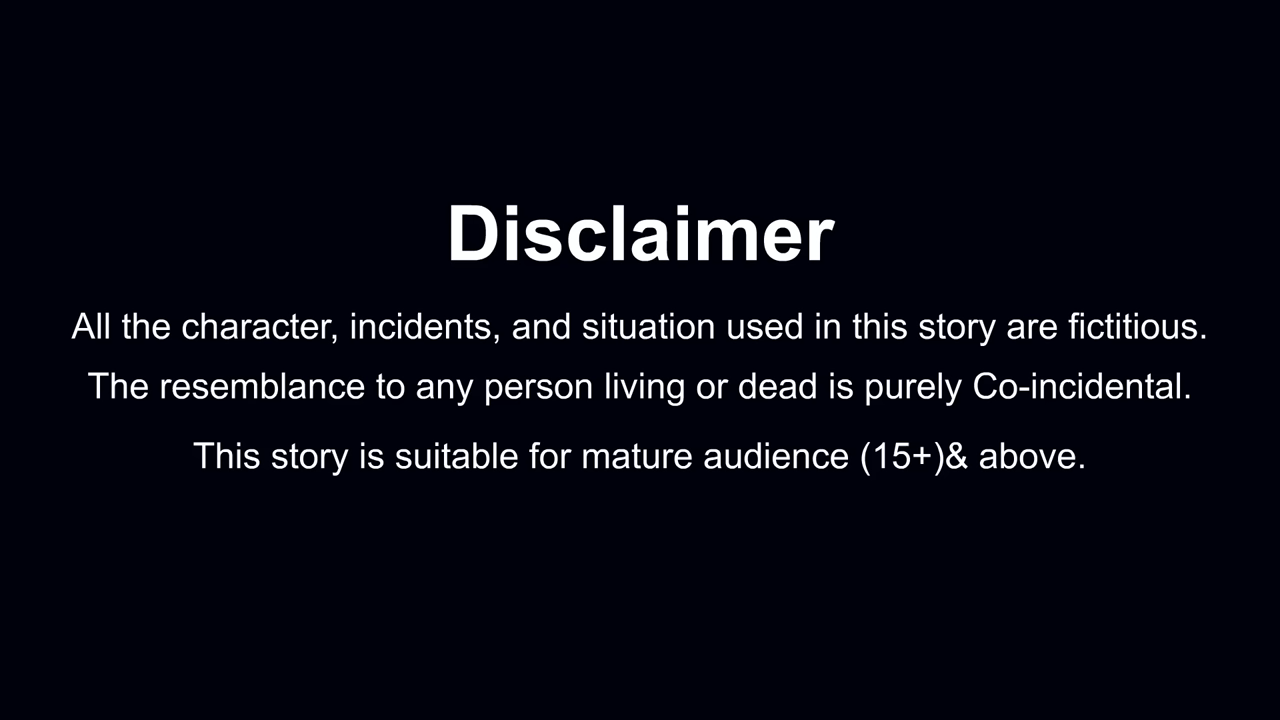 Disclaimer
All the character, incidents, and situation used in this story are fictitious.
The resemblance to any person living or dead is purely Co-incidental.
This story is suitable for mature audience (15+)& above.